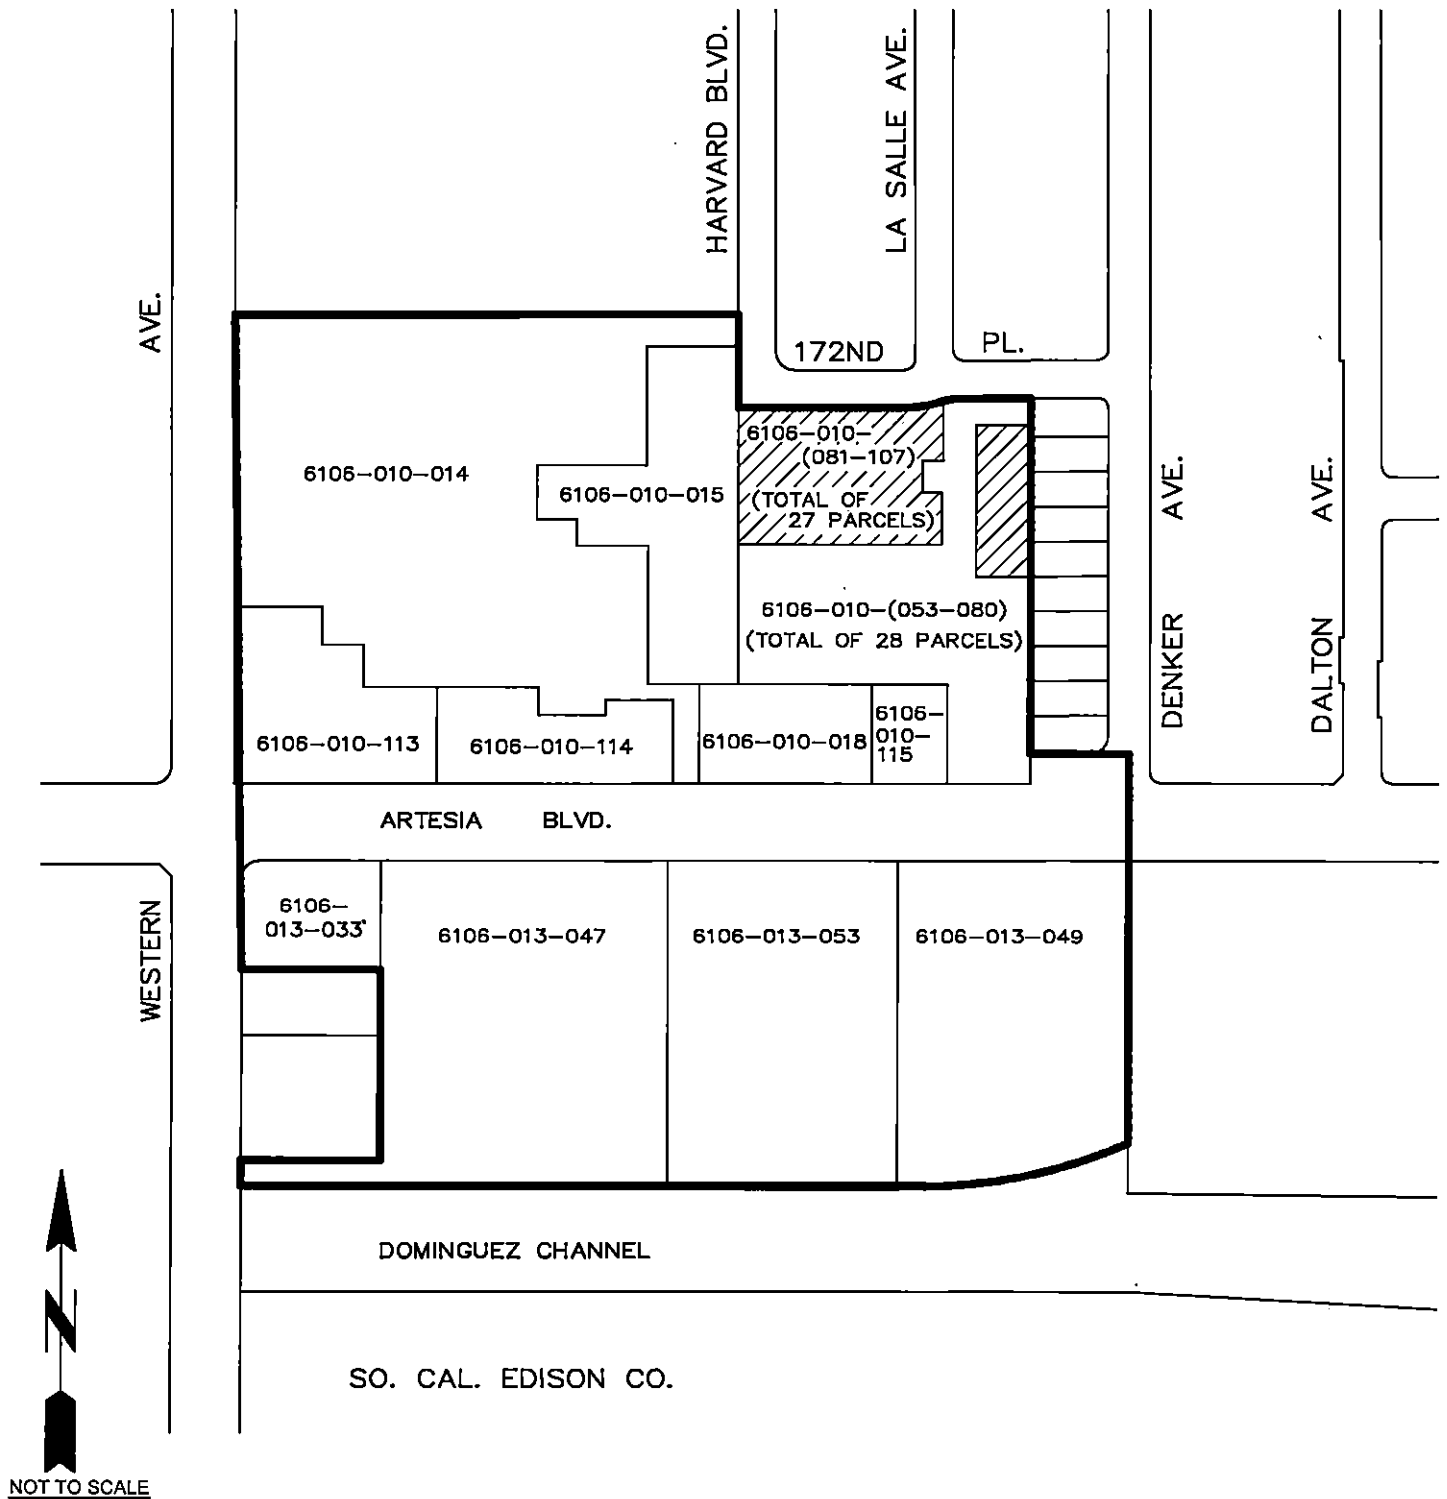 HARVARD BLVD.
LA SALLE AVE.
AVE.
172ND PL.
6106-010-
(081-107)
(TOTAL OF
27 PARCELS)
6106-010-014
6106-010-015
AVE.
AVE.
6106-010-(053-080)
(TOTAL OF 28 PARCELS)
DENKER
DALTON
6106-010-113
6106-010-114
6106-010-018
6106-
010-
115
ARTESIA BLVD.
6106-
013-033
6106-013-047
6106-013-053
6106-013-049
WESTERN
DOMINGUEZ CHANNEL
N
SO. CAL. EDISON CO.
NOT TO SCALE